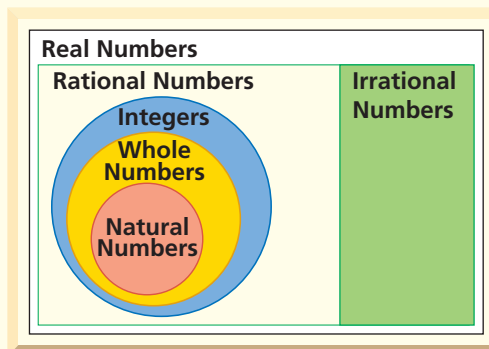 Real Numbers
Rational Numbers
Irrational
Numbers
Integers
Whole
Numbers
Natural
Numbers